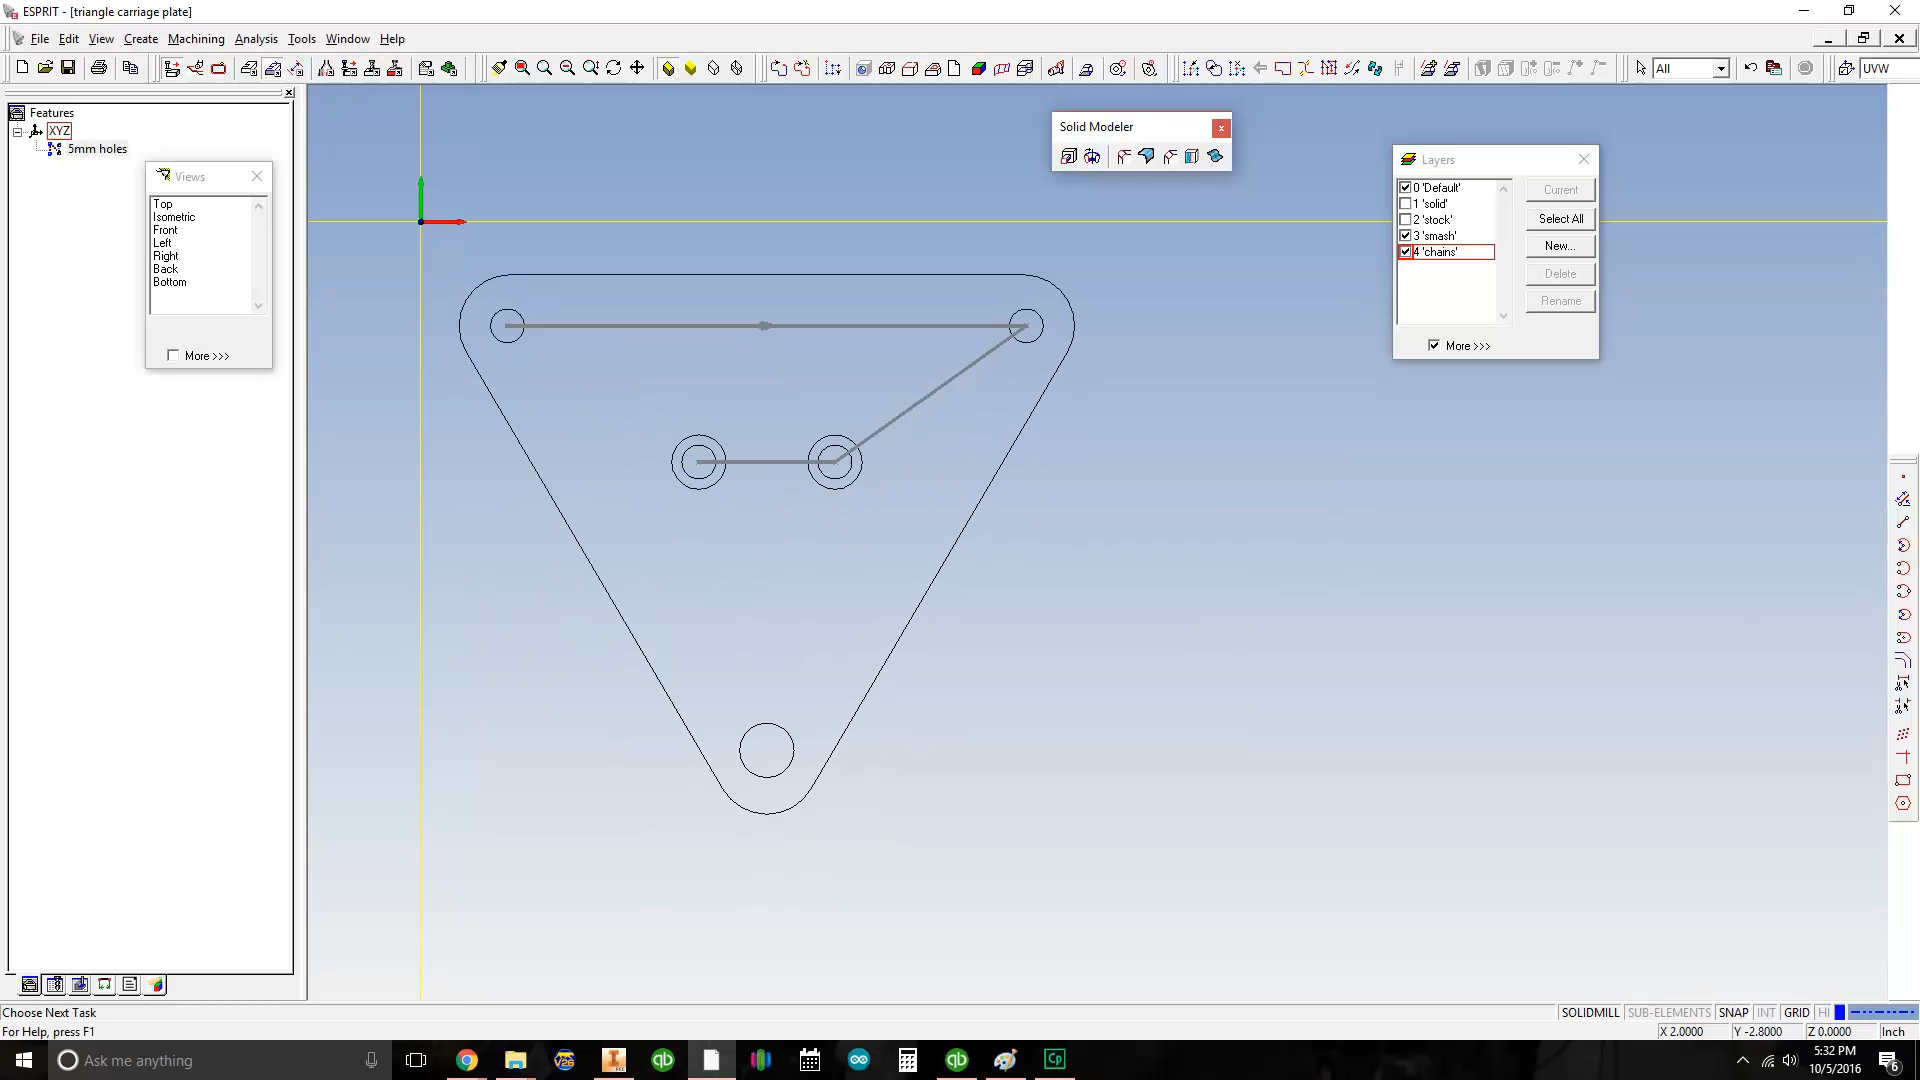 ESPRIT - [triangle carriage plate]
File Edit View Create Machining Analysis Tools Window Help
All
UVW
Features
XYZ
5mm holes
Views
Top
Isometric
Front
Left
Right
Back
Bottom
More >>>
Solid Modeler
Layers
0 'Default'
1 'solid'
2 'stock'
3 'smash'
4 'chains'
Current
Select All
New...
Delete
Rename
More >>>
Choose Next Task
SOLIDMILL SUB-ELEMENTS SNAP INT GRID HI
For Help, press F1
X 2.0000 Y -2.8000 Z 0.0000 Inch
Ask me anything
Cp
5:32 PM
10/5/2016
6